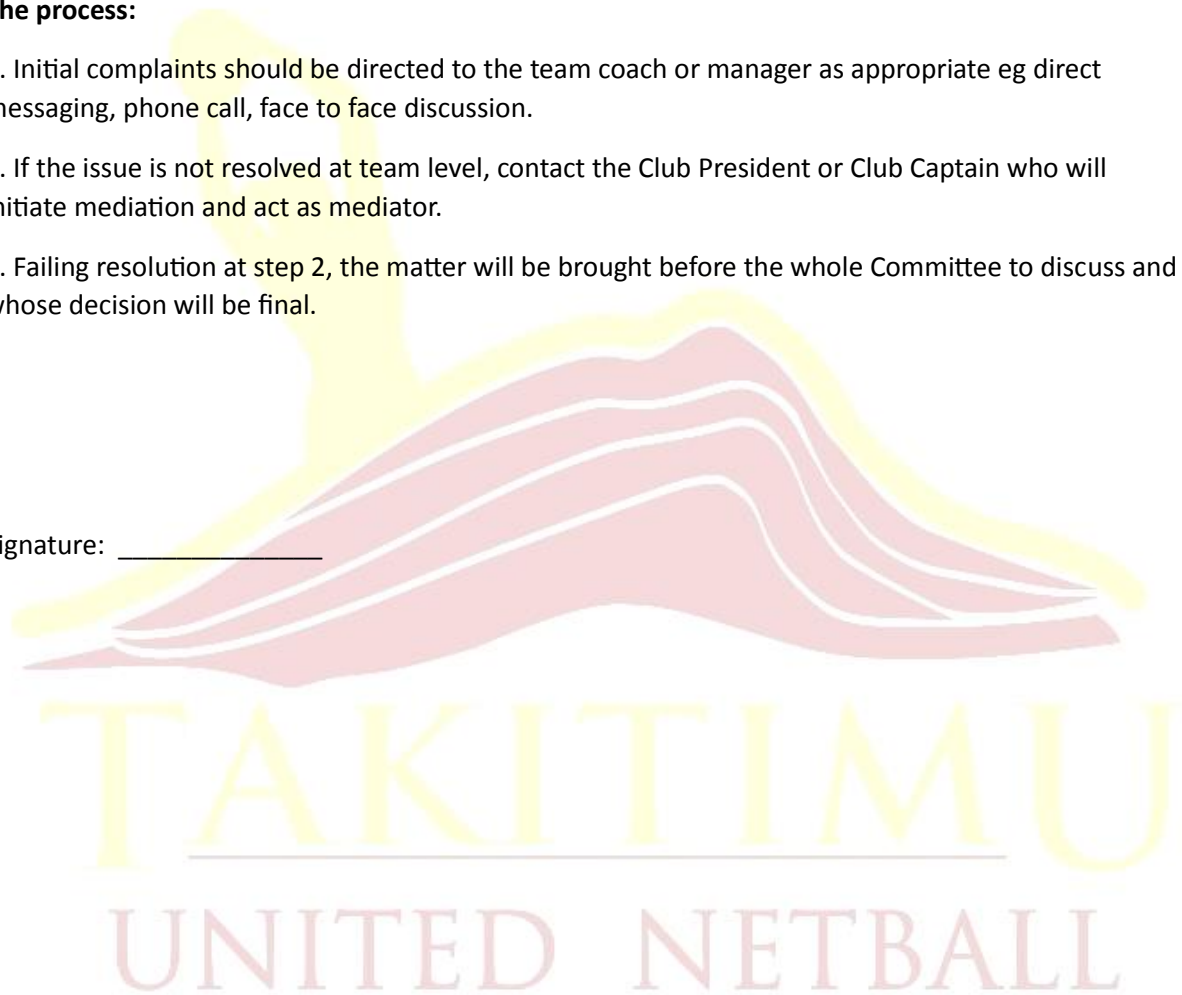 he process:
. Initial complaints should be directed to the team coach or manager as appropriate eg direct
nessaging, phone call, face to face discussion.
. If the issue is not resolved at team level, contact the Club President or Club Captain who will
nitiate mediation and act as mediator.
. Failing resolution at step 2, the matter will be brought before the whole Committee to discuss and
whose decision will be final.
ignature: ______________
TAKITIMU
UNITED NETBALL